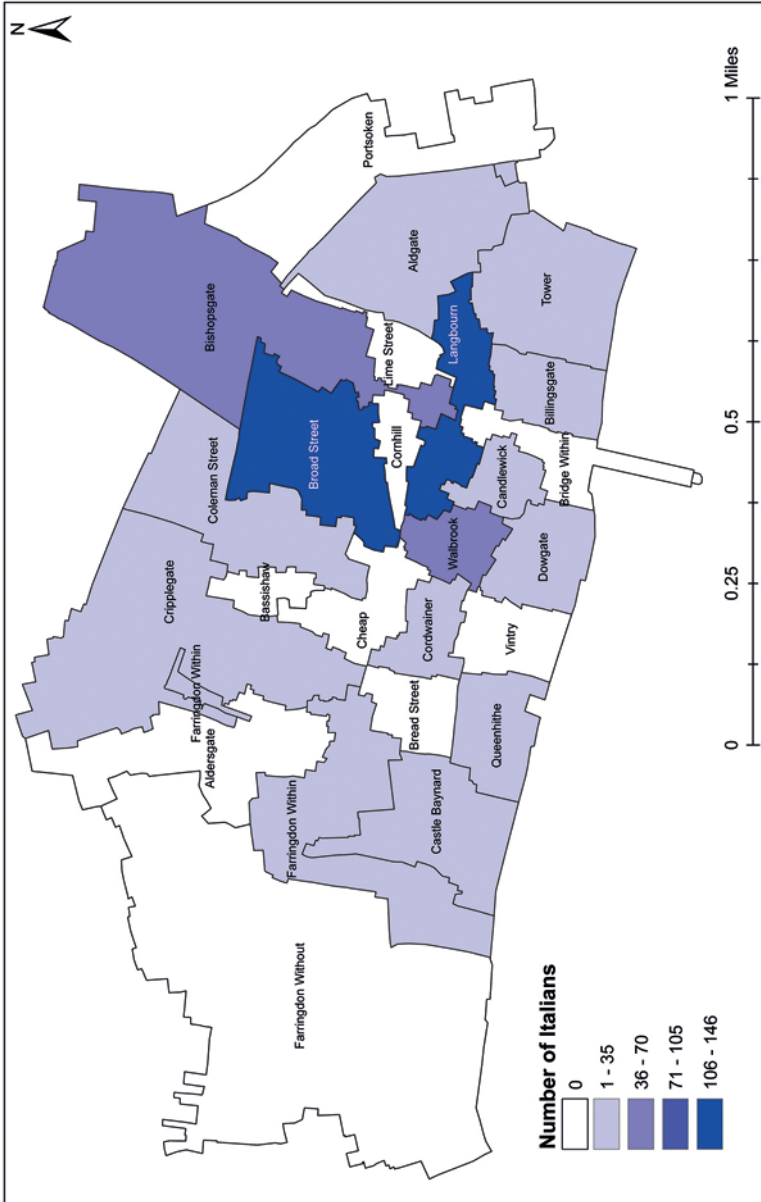 N
Portsoken
Bishopsgate
Aldgate
Tower
Lime Street
Langbourn
Billingsgate
Broad Street
Cornhill
Coleman Street
Candlewick
Bridge Within
Walbrook
Dowgate
Cripplegate
Bassishaw
Cheap
Cordwainer
Vintry
Farringdon Within
Aldersgate
Bread Street
Queenhithe
Farringdon Within
Castle Baynard
Farringdon Without
Number of Italians
0
1 - 35
36 - 70
71 - 105
106 - 146
0 0.25 0.5 1 Miles